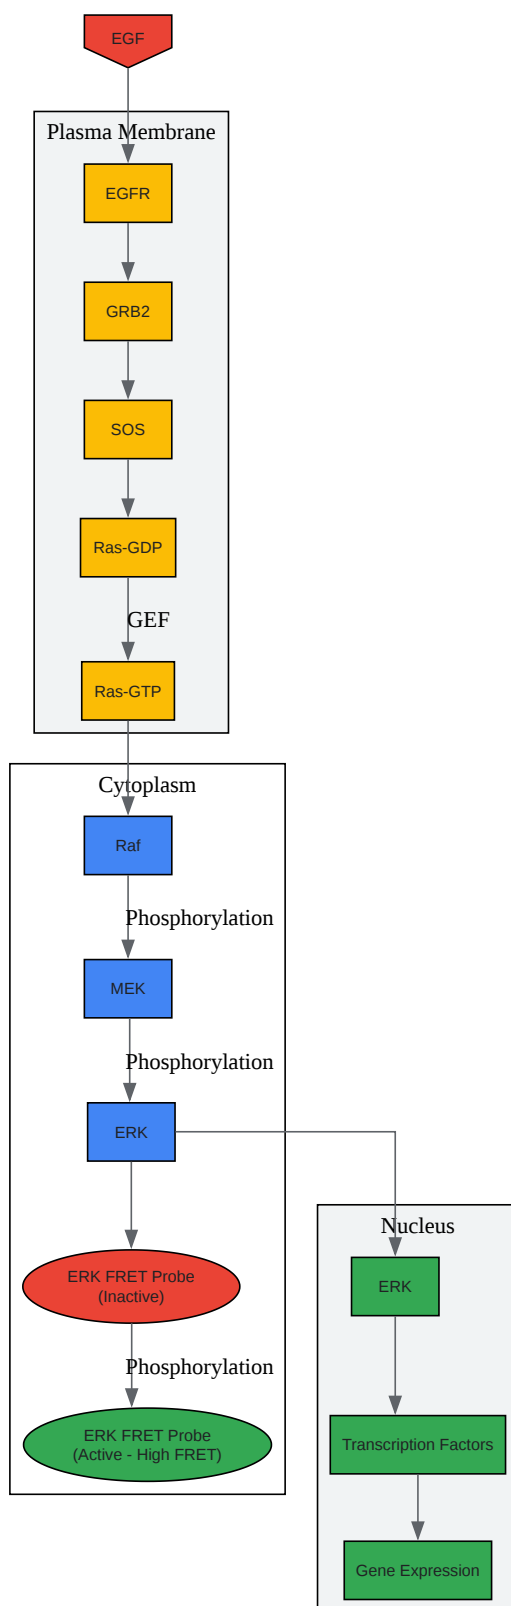 EGF
Plasma Membrane
EGFR
GRB2
SOS
Ras-GDP
GEF
Ras-GTP
Cytoplasm
Raf
Phosphorylation
MEK
Phosphorylation
ERK
Nucleus
ERK FRET Probe
(Inactive)
ERK
Phosphorylation
ERK FRET Probe
(Active - High FRET)
Transcription Factors
Gene Expression